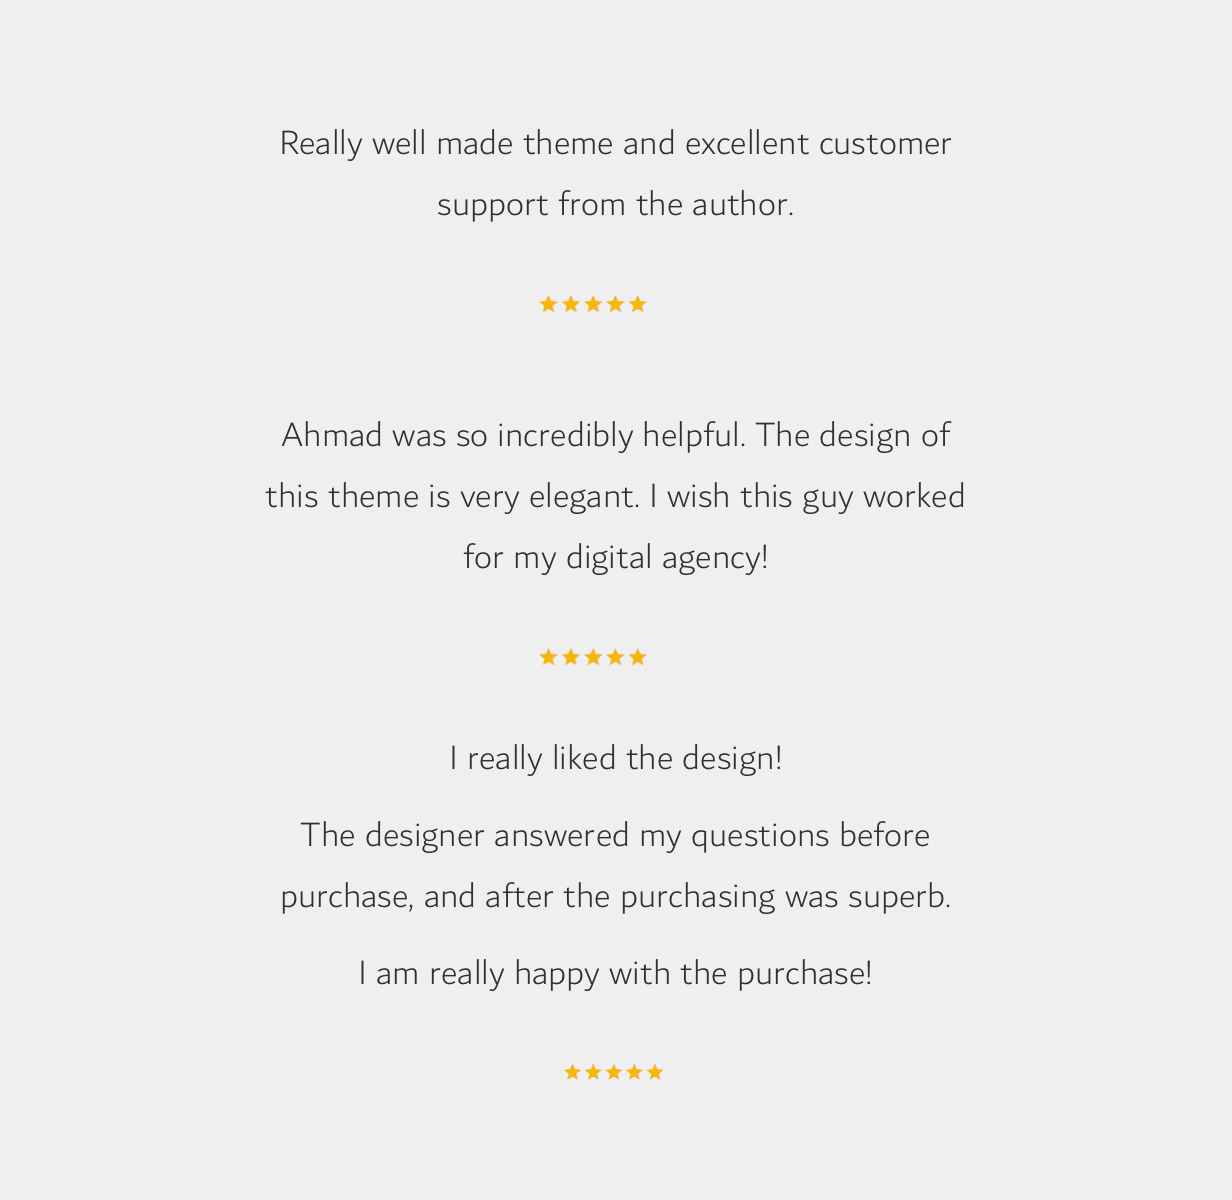 Really well made theme and excellent customer
support from the author.
Ahmad was so incredibly helpful. The design of
this theme is very elegant. I wish this guy worked
for my digital agency!
I really liked the design!
The designer answered my questions before
purchase, and after the purchasing was superb.
I am really happy with the purchase!